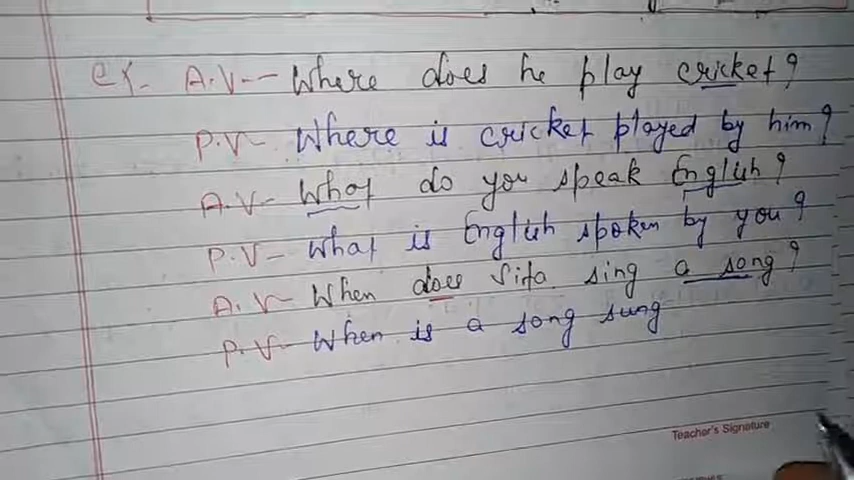 ex. A.V-- Where does he play cricket?
P.V- Where is cricket played by him?
A.V- What do you speak English?
P.V- What is English spoken by you?
A.V- When does Sita sing a song?
P.V- When is a song sung
Teacher's Signature